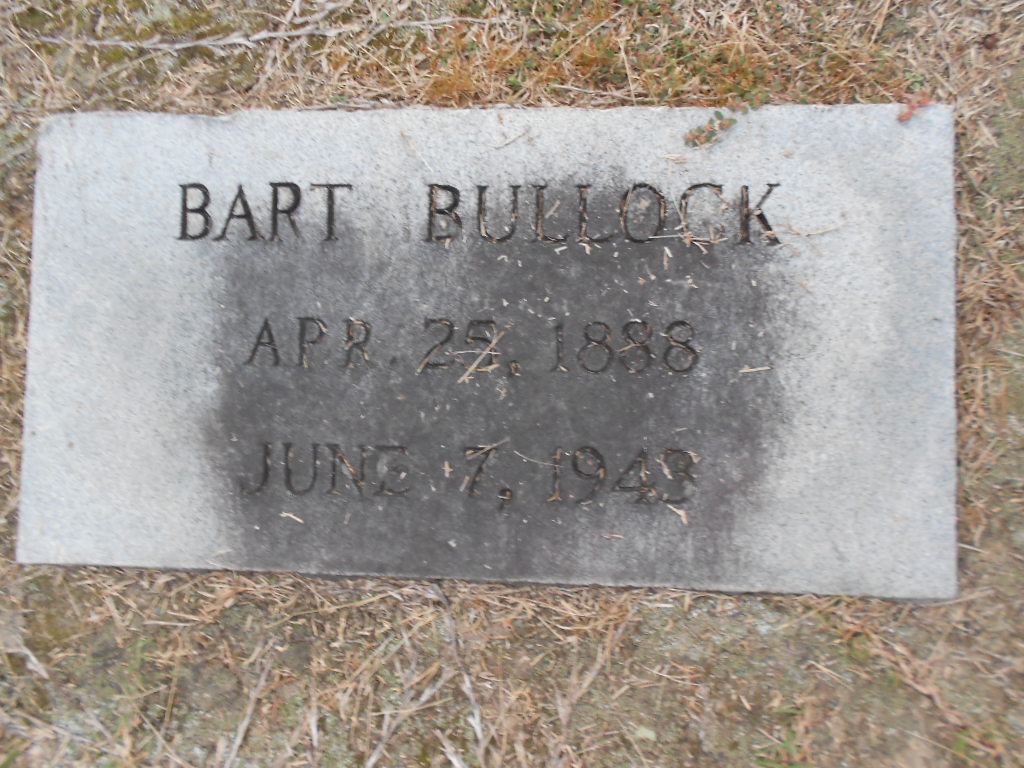 BART BULLOCK
APR. 25, 1888
JUNE 7, 1943